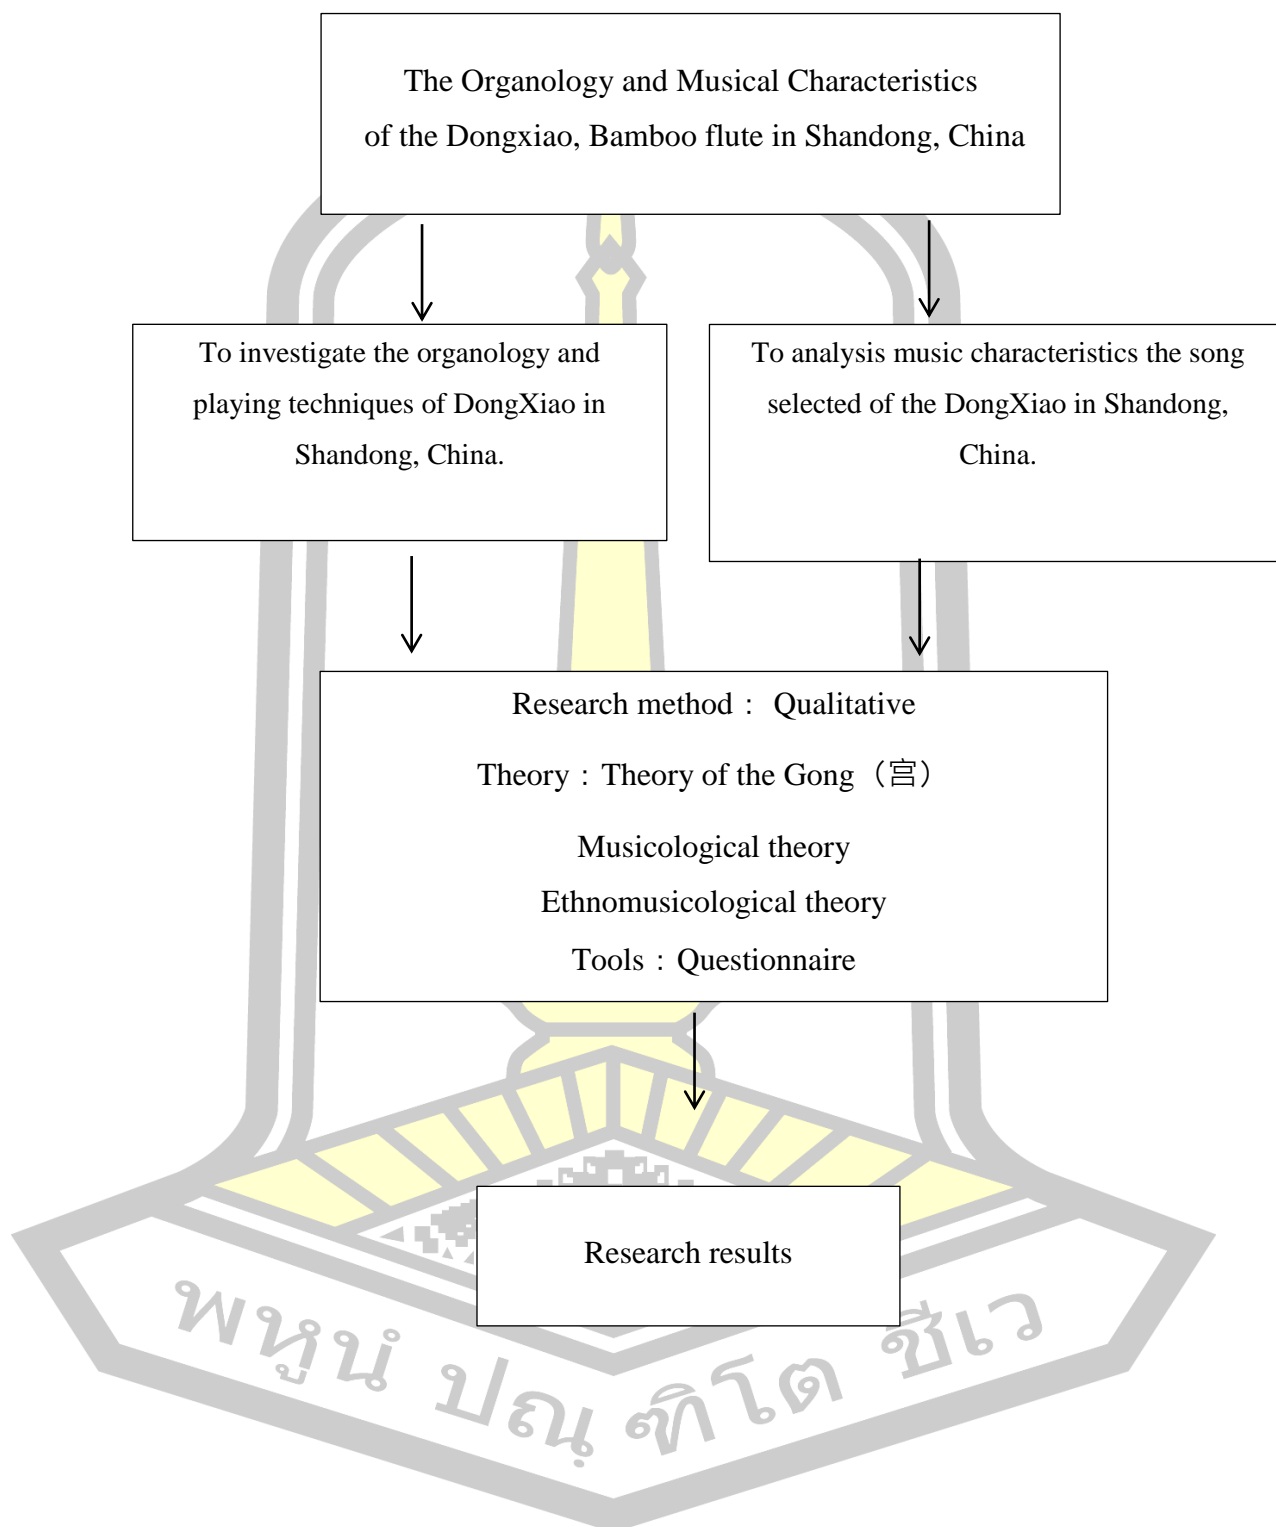 The Organology and Musical Characteristics
of the Dongxiao, Bamboo flute in Shandong, China
To investigate the organology and
playing techniques of DongXiao in
Shandong, China.
To analysis music characteristics the song
selected of the DongXiao in Shandong,
China.
Research method： Qualitative
Theory：Theory of the Gong（宫）
Musicological theory
Ethnomusicological theory
Tools：Questionnaire
Research results
พหูนํ ปณฺฑิโต ชีเว